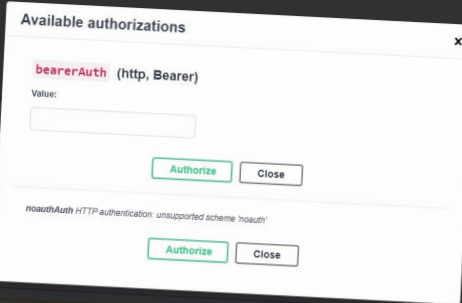 Available authorizations
x
bearerAuth (http, Bearer)
Value:
Authorize Close
noauthAuth HTTP authentication: unsupported scheme 'noauth'
Authorize Close